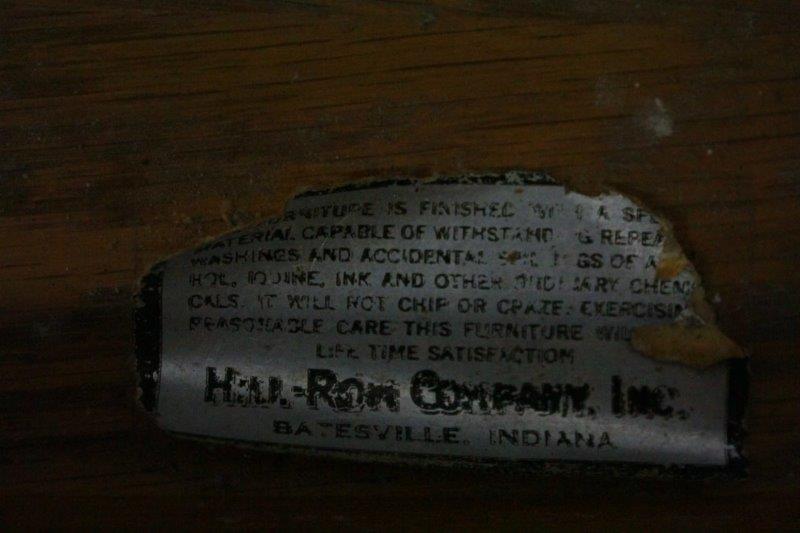 FURNITURE IS FINISHED WITH A SPE
MATERIAL CAPABLE OF WITHSTANDING REPEA
WASHINGS AND ACCIDENTAL SPILLINGS OF A
HOL, IODINE, INK AND OTHER ORDINARY CHEMI
CALS. IT WILL NOT CHIP OR CRAZE. EXERCISIN
REASONABLE CARE THIS FURNITURE WIL
LIFE TIME SATISFACTION
HILL-ROM COMPANY, INC.
BATESVILLE, INDIANA